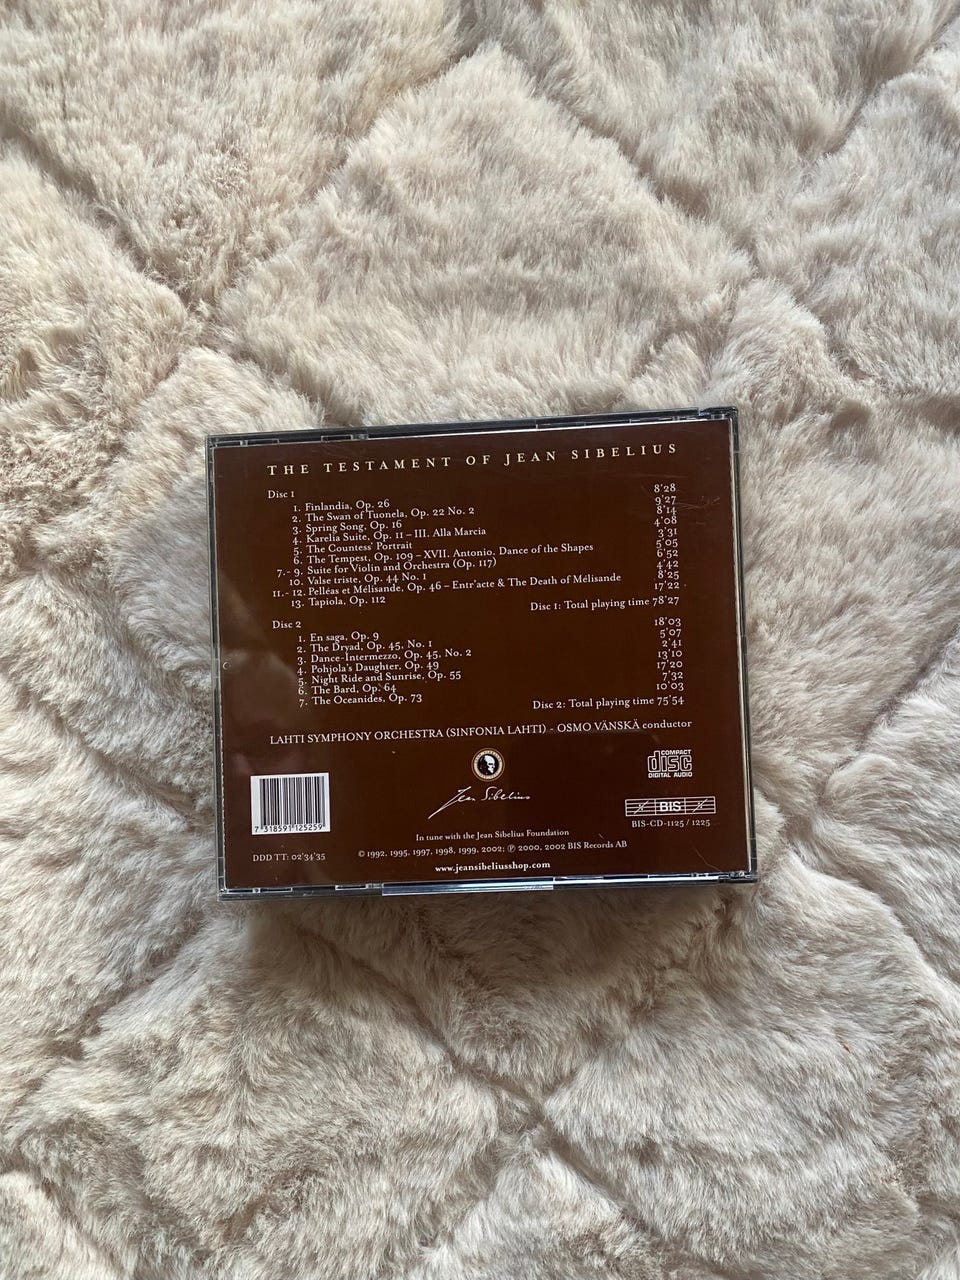 THE TESTAMENT OF JEAN SIBELIUS
Disc 1
1. Finlandia, Op. 26 8'28
2. The Swan of Tuonela, Op. 22 No. 2 9'27
3. Spring Song, Op. 16 8'14
4. Karelia Suite, Op. 11 – III. Alla Marcia 4'08
5. The Countess' Portrait 3'31
6. The Tempest, Op. 109 – XVII. Antonio, Dance of the Shapes 5'05
7.- 9. Suite for Violin and Orchestra (Op. 117) 6'52
10. Valse triste, Op. 44 No. 1 4'42
11.- 12. Pelléas et Mélisande, Op. 46 – Entr'acte & The Death of Mélisande 8'25
13. Tapiola, Op. 112 17'22
Disc 1: Total playing time 78'27
Disc 2
1. En saga, Op. 9 18'03
2. The Dryad, Op. 45, No. 1 5'07
3. Dance-Intermezzo, Op. 45, No. 2 2'41
4. Pohjola's Daughter, Op. 49 13'10
5. Night Ride and Sunrise, Op. 55 17'20
6. The Bard, Op. 64 7'32
7. The Oceanides, Op. 73 10'03
Disc 2: Total playing time 75'54
LAHTI SYMPHONY ORCHESTRA (SINFONIA LAHTI) - OSMO VÄNSKÄ conductor
Jean Sibelius
COMPACT
disc
DIGITAL AUDIO
BIS
BIS-CD-1125 / 1225
7 318591 125259
In tune with the Jean Sibelius Foundation
DDD TT: 02'34'35
© 1992, 1995, 1997, 1998, 1999, 2002; ℗ 2000, 2002 BIS Records AB
www.jeansibeliusshop.com